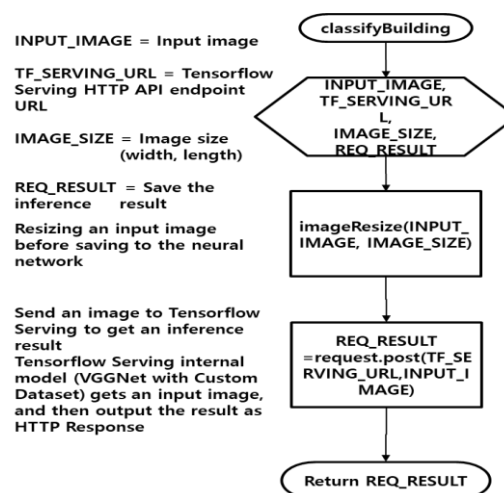 INPUT_IMAGE = Input image
TF_SERVING_URL = Tensorflow
Serving HTTP API endpoint
URL
IMAGE_SIZE = Image size
(width, length)
REQ_RESULT = Save the
inference result
Resizing an input image
before saving to the neural
network
Send an image to Tensorflow
Serving to get an inference
result
Tensorflow Serving internal
model (VGGNet with Custom
Dataset) gets an input image,
and then output the result as
HTTP Response
classifyBuilding
INPUT_IMAGE,
TF_SERVING_UR
L,
IMAGE_SIZE,
REQ_RESULT
imageResize(INPUT_
IMAGE, IMAGE_SIZE)
REQ_RESULT
=request.post(TF_SE
RVING_URL,INPUT_I
MAGE)
Return REQ_RESULT